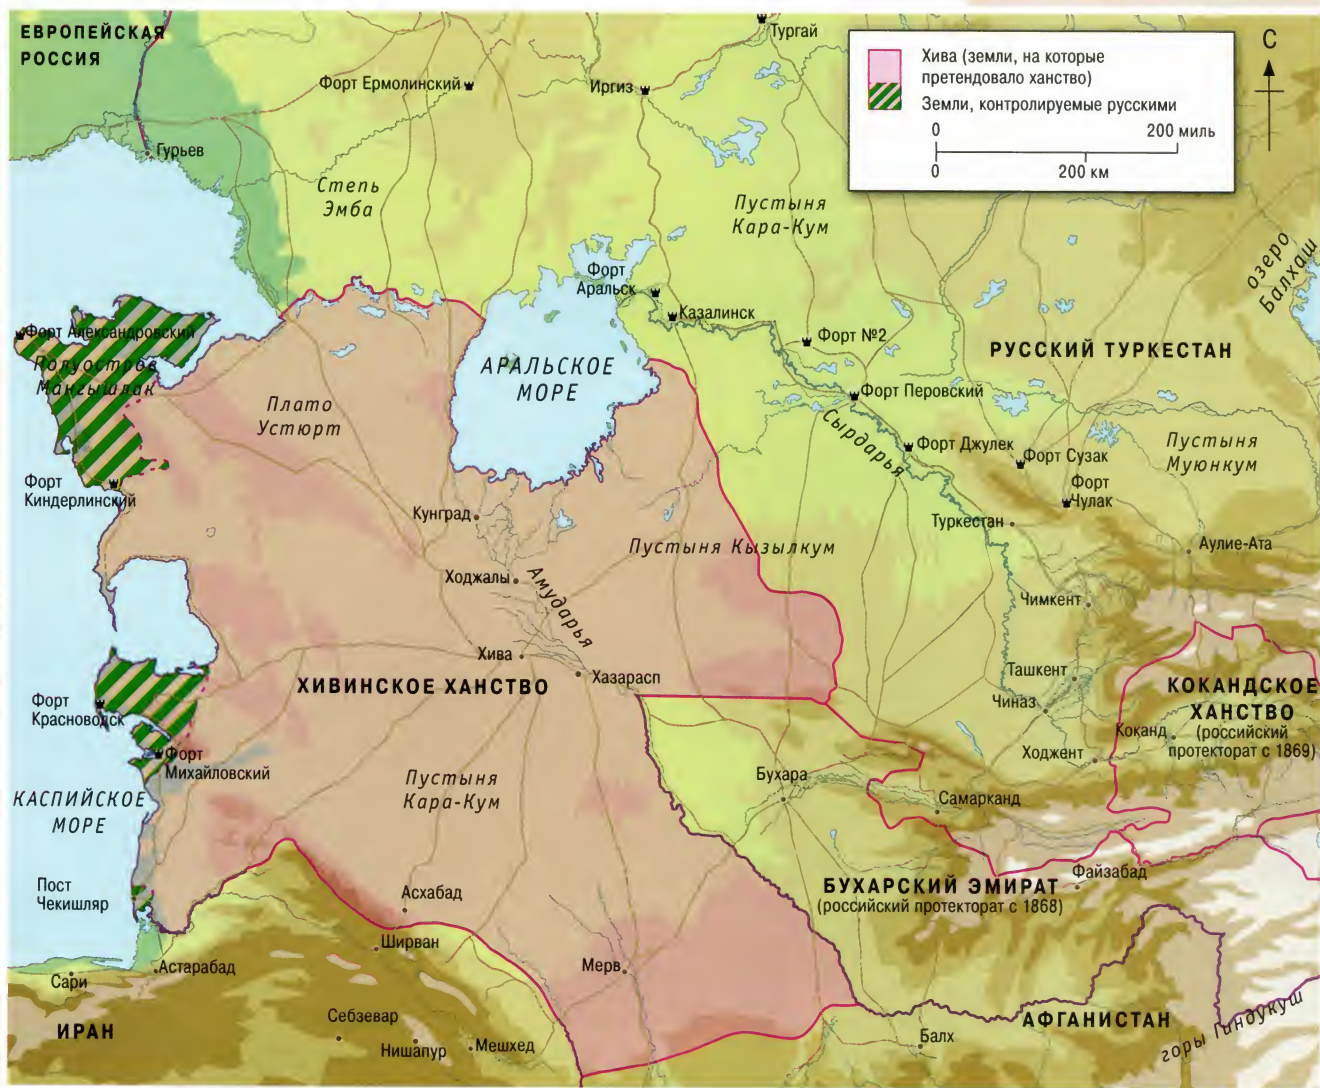 ЕВРОПЕЙСКАЯ
РОССИЯ
Тургай
Форт Ермолинский
Иргиз
Хива (земли, на которые
претендовало ханство)
Земли, контролируемые русскими
0 200 миль
0 200 км
С
Гурьев
Степь
Эмба
Пустыня
Кара-Кум
озеро
Балхаш
Форт
Аральск
Казалинск
Форт №2
РУССКИЙ ТУРКЕСТАН
Форт Александровский
Полуостров
Мангышлак
АРАЛЬСКОЕ
МОРЕ
Форт Перовский
Плато
Устюрт
Сырдарья
Форт Джулек
Форт Сузак
Пустыня
Муюнкум
Форт
Киндерлинский
Форт
Чулак
Кунград
Туркестан
Пустыня Кызылкум
Аулие-Ата
Ходжалы
Амударья
Чимкент
Хива
Хазарасп
Ташкент
ХИВИНСКОЕ ХАНСТВО
Чиназ
КОКАНДСКОЕ
ХАНСТВО
(российский
протекторат с 1869)
Форт
Красноводск
Коканд
Ходжент
Форт
Михайловский
Пустыня
Кара-Кум
Бухара
Самарканд
КАСПИЙСКОЕ
МОРЕ
Файзабад
Пост
Чекишляр
Асхабад
БУХАРСКИЙ ЭМИРАТ
(российский протекторат с 1868)
Ширван
Мерв
Сари
Астарабад
ИРАН
Себзевар
Нишапур
Мешхед
АФГАНИСТАН
Балх
горы Гиндукуш